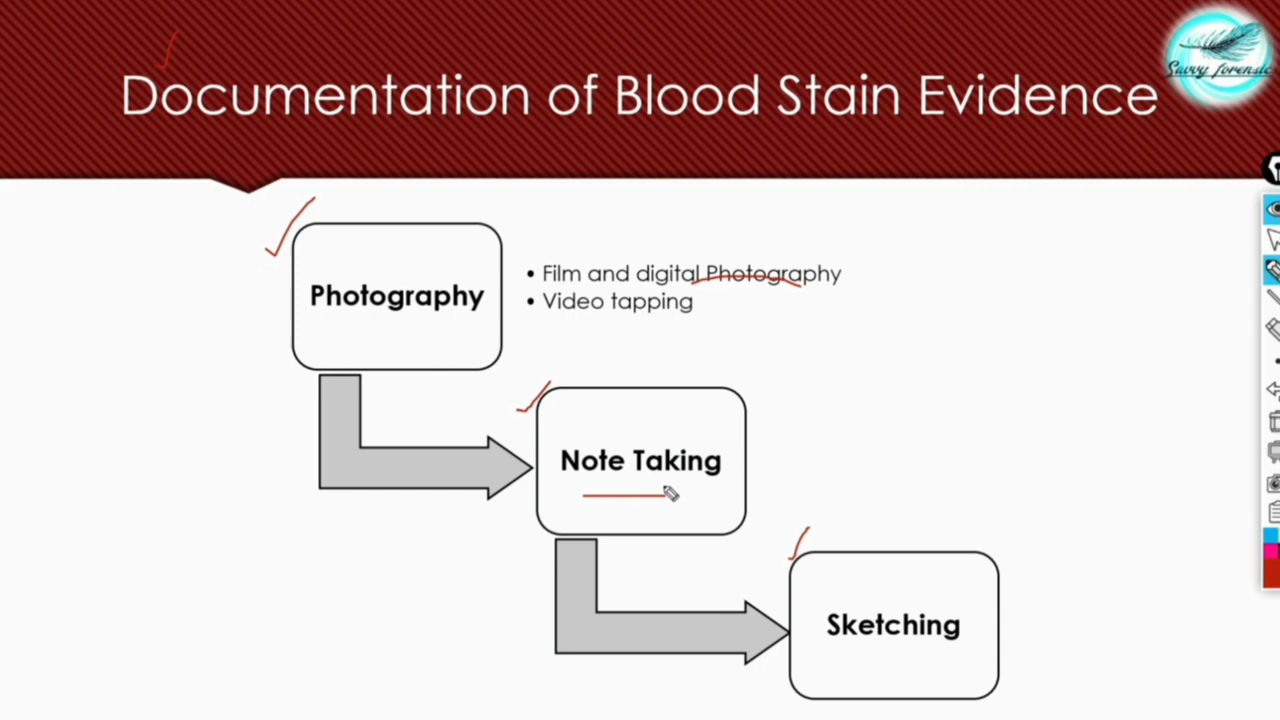 Documentation of Blood Stain Evidence
Savvy forensic
Photography
• Film and digital Photography
• Video tapping
Note Taking
Sketching